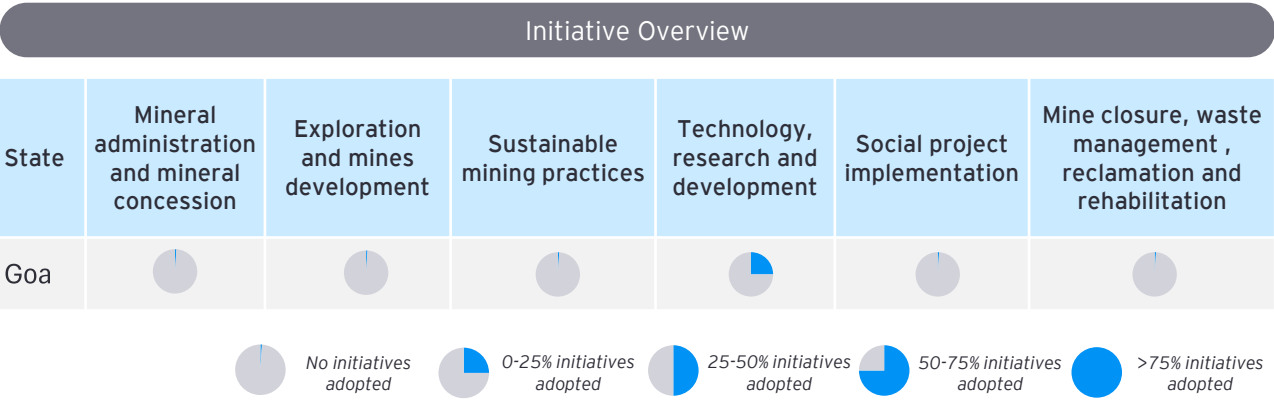 Initiative Overview
State
Mineral
administration
and mineral
concession
Exploration
and mines
development
Sustainable
mining practices
Technology,
research and
development
Social project
implementation
Mine closure, waste
management ,
reclamation and
rehabilitation
Goa
No initiatives
adopted
0-25% initiatives
adopted
25-50% initiatives
adopted
50-75% initiatives
adopted
>75% initiatives
adopted